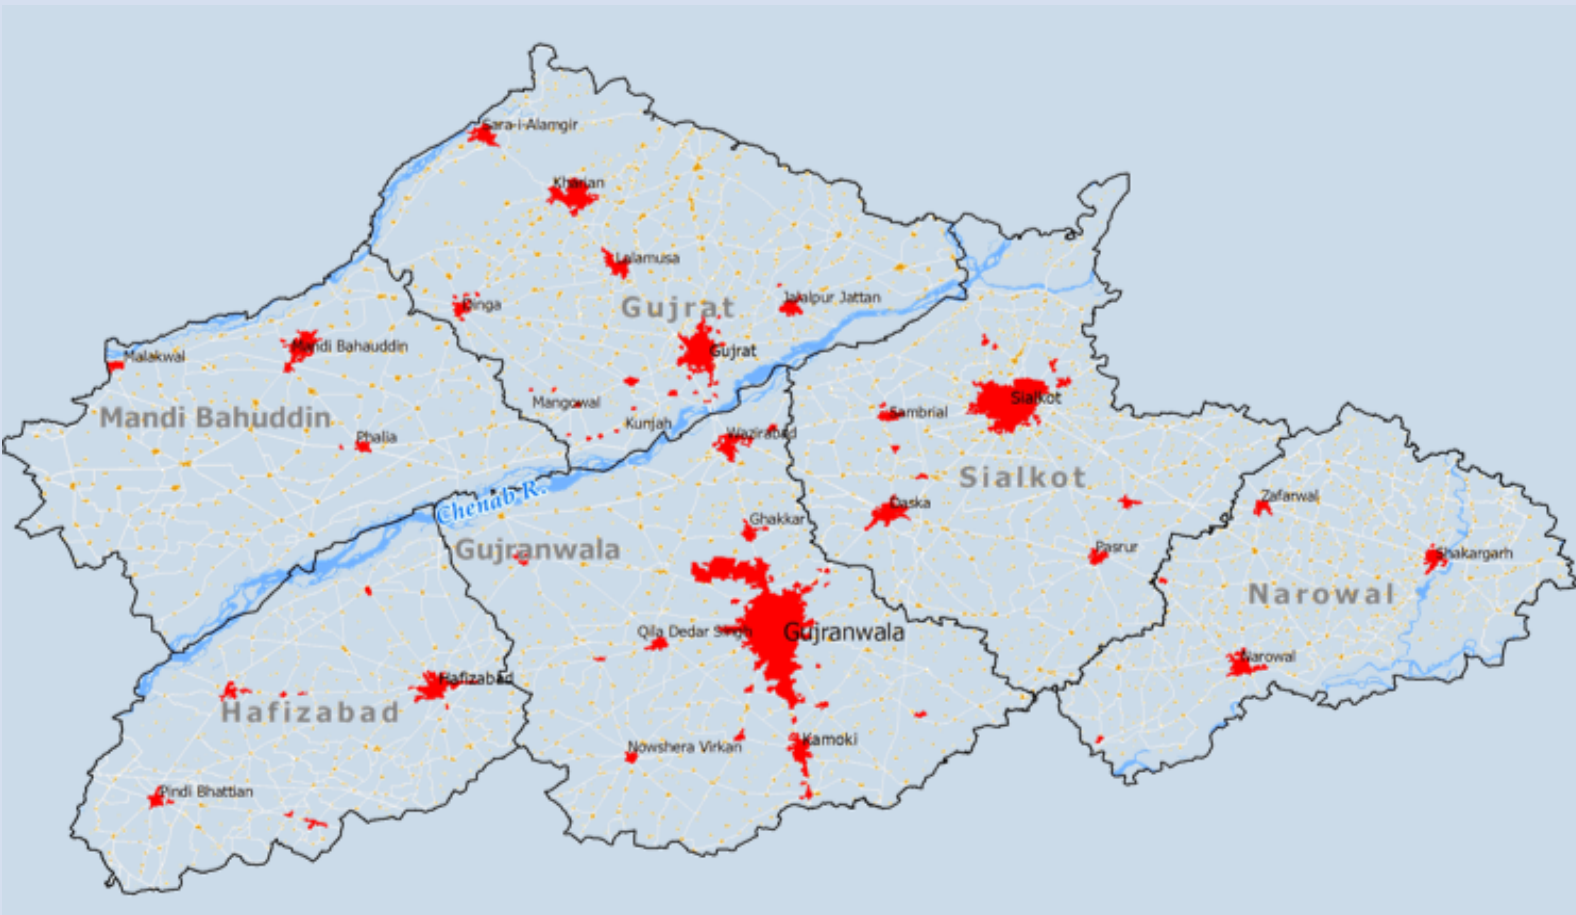 Sara-i-Alamgir
Kharian
Lalamusa
Dinga
Jalalpur Jattan
Gujrat
Malakwal
Mandi Bahauddin
Gujrat
Mangowal
Sialkot
Mandi Bahuddin
Sambrial
Kunjah
Phalia
Wazirabad
Sialkot
Chenab R.
Zafarwal
Daska
Ghakkar
Gujranwala
Pasrur
Shakargarh
Narowal
Qila Dedar Singh
Gujranwala
Narowal
Hafizabad
Hafizabad
Nowshera Virkan
Kamoki
Pindi Bhattian